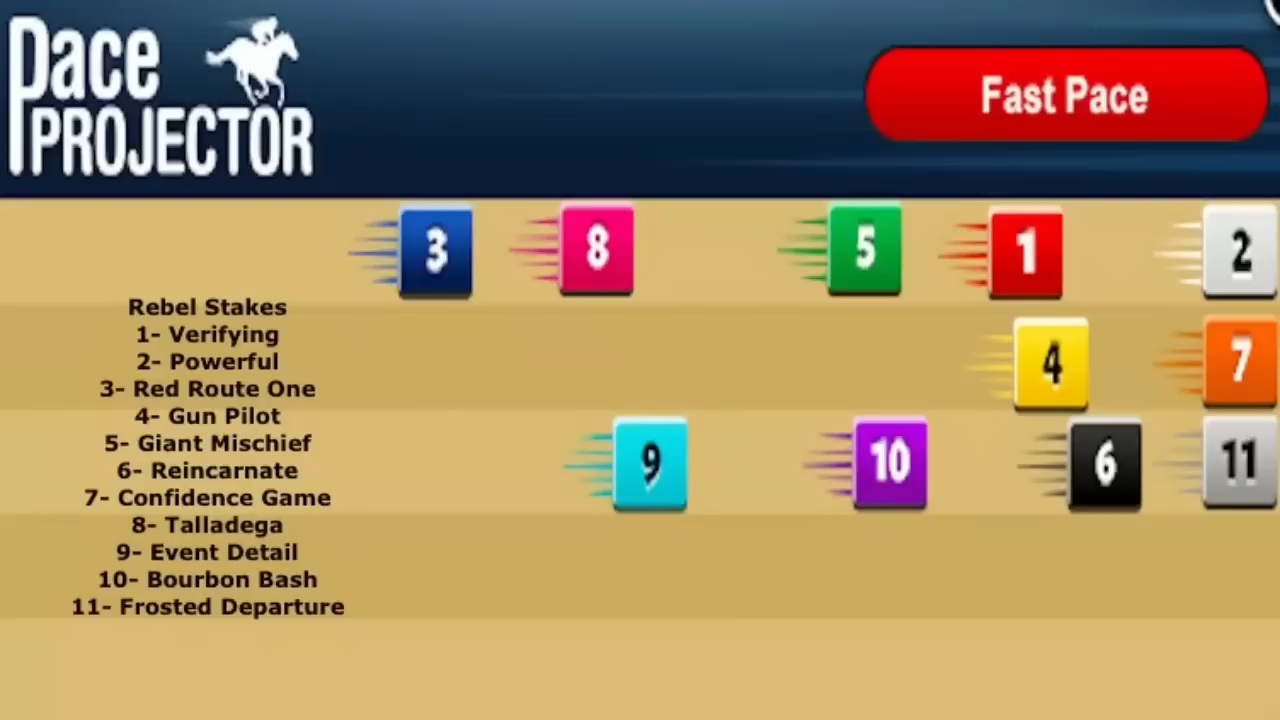 Pace
PROJECTOR
Fast Pace
3 8 5 1 2
4 7
9 10 6 11
Rebel Stakes
1- Verifying
2- Powerful
3- Red Route One
4- Gun Pilot
5- Giant Mischief
6- Reincarnate
7- Confidence Game
8- Talladega
9- Event Detail
10- Bourbon Bash
11- Frosted Departure